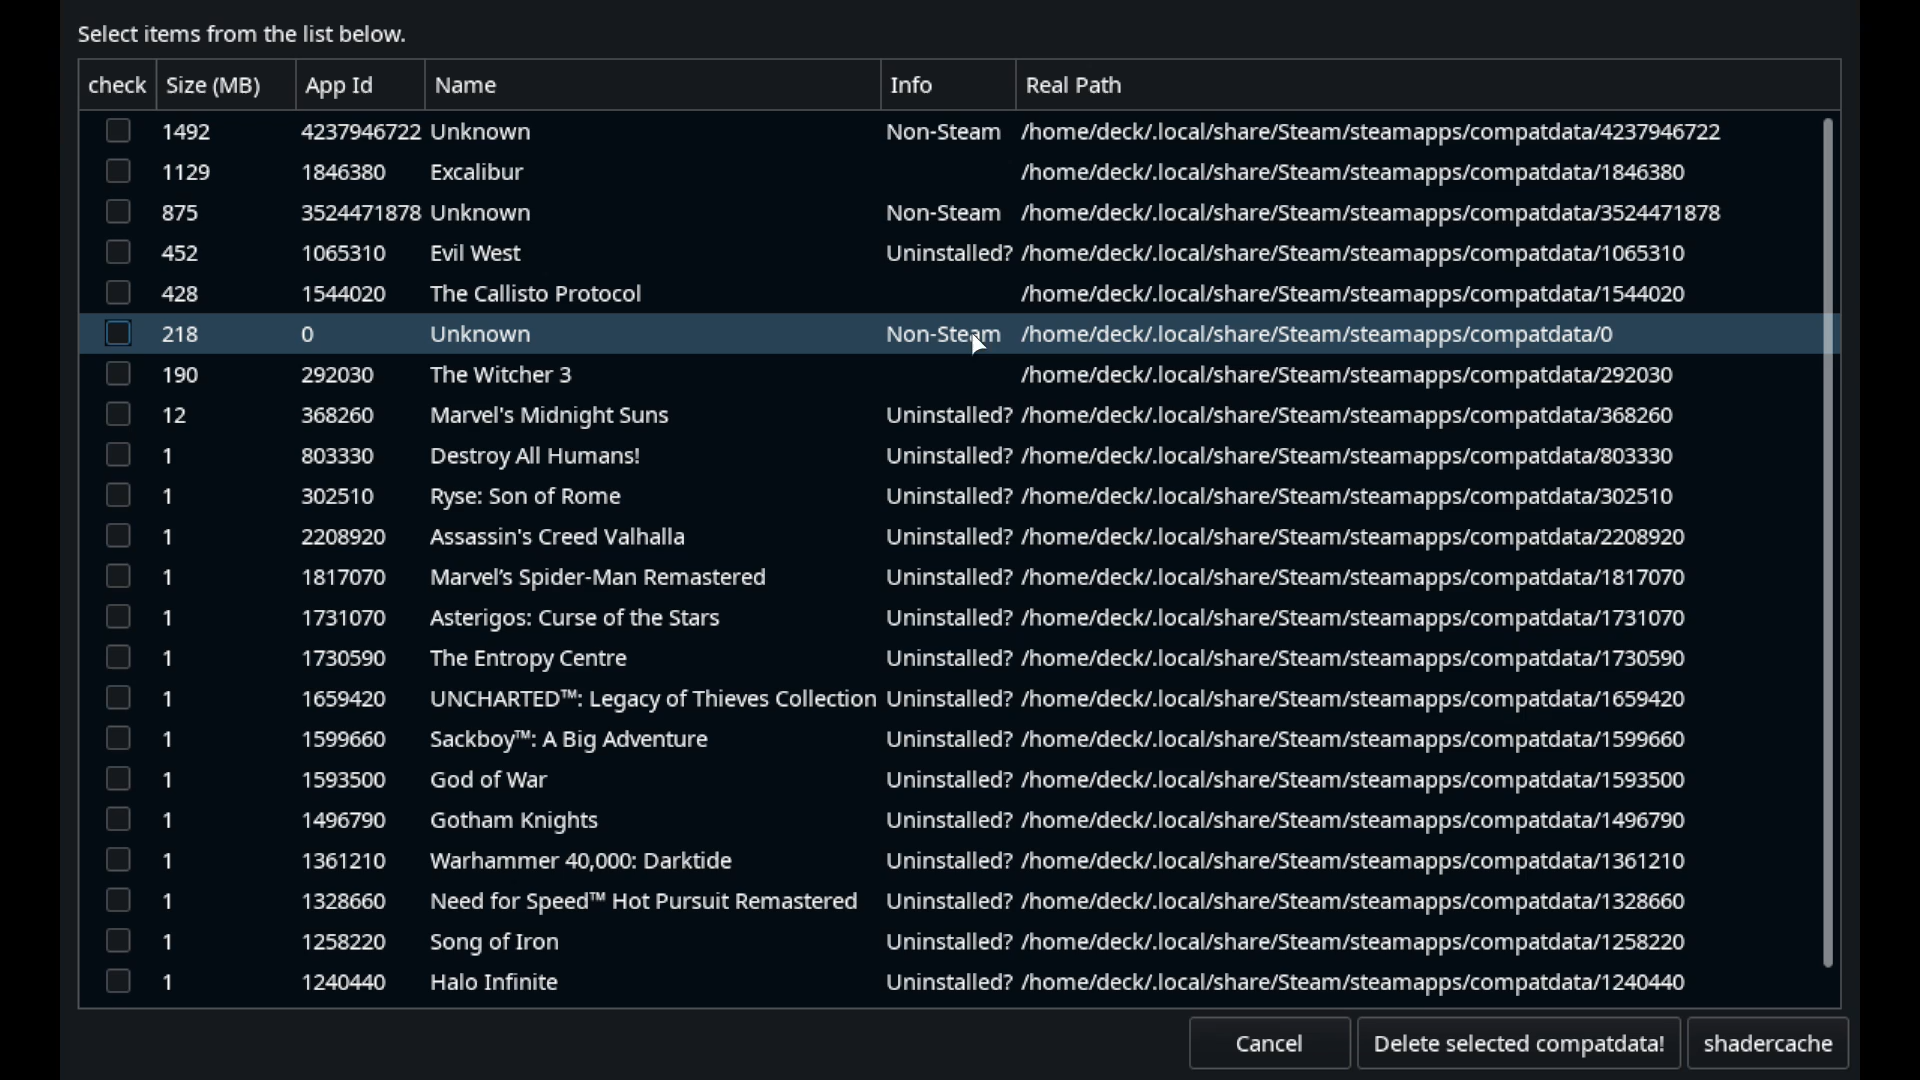 Select items from the list below.
check Size (MB) App Id Name Info Real Path
1492 4237946722 Unknown Non-Steam /home/deck/.local/share/Steam/steamapps/compatdata/4237946722
1129 1846380 Excalibur /home/deck/.local/share/Steam/steamapps/compatdata/1846380
875 3524471878 Unknown Non-Steam /home/deck/.local/share/Steam/steamapps/compatdata/3524471878
452 1065310 Evil West Uninstalled? /home/deck/.local/share/Steam/steamapps/compatdata/1065310
428 1544020 The Callisto Protocol /home/deck/.local/share/Steam/steamapps/compatdata/1544020
218 0 Unknown Non-Steam /home/deck/.local/share/Steam/steamapps/compatdata/0
190 292030 The Witcher 3 /home/deck/.local/share/Steam/steamapps/compatdata/292030
12 368260 Marvel's Midnight Suns Uninstalled? /home/deck/.local/share/Steam/steamapps/compatdata/368260
1 803330 Destroy All Humans! Uninstalled? /home/deck/.local/share/Steam/steamapps/compatdata/803330
1 302510 Ryse: Son of Rome Uninstalled? /home/deck/.local/share/Steam/steamapps/compatdata/302510
1 2208920 Assassin's Creed Valhalla Uninstalled? /home/deck/.local/share/Steam/steamapps/compatdata/2208920
1 1817070 Marvel’s Spider-Man Remastered Uninstalled? /home/deck/.local/share/Steam/steamapps/compatdata/1817070
1 1731070 Asterigos: Curse of the Stars Uninstalled? /home/deck/.local/share/Steam/steamapps/compatdata/1731070
1 1730590 The Entropy Centre Uninstalled? /home/deck/.local/share/Steam/steamapps/compatdata/1730590
1 1659420 UNCHARTED™: Legacy of Thieves Collection Uninstalled? /home/deck/.local/share/Steam/steamapps/compatdata/1659420
1 1599660 Sackboy™: A Big Adventure Uninstalled? /home/deck/.local/share/Steam/steamapps/compatdata/1599660
1 1593500 God of War Uninstalled? /home/deck/.local/share/Steam/steamapps/compatdata/1593500
1 1496790 Gotham Knights Uninstalled? /home/deck/.local/share/Steam/steamapps/compatdata/1496790
1 1361210 Warhammer 40,000: Darktide Uninstalled? /home/deck/.local/share/Steam/steamapps/compatdata/1361210
1 1328660 Need for Speed™ Hot Pursuit Remastered Uninstalled? /home/deck/.local/share/Steam/steamapps/compatdata/1328660
1 1258220 Song of Iron Uninstalled? /home/deck/.local/share/Steam/steamapps/compatdata/1258220
1 1240440 Halo Infinite Uninstalled? /home/deck/.local/share/Steam/steamapps/compatdata/1240440
Cancel Delete selected compatdata! shadercache